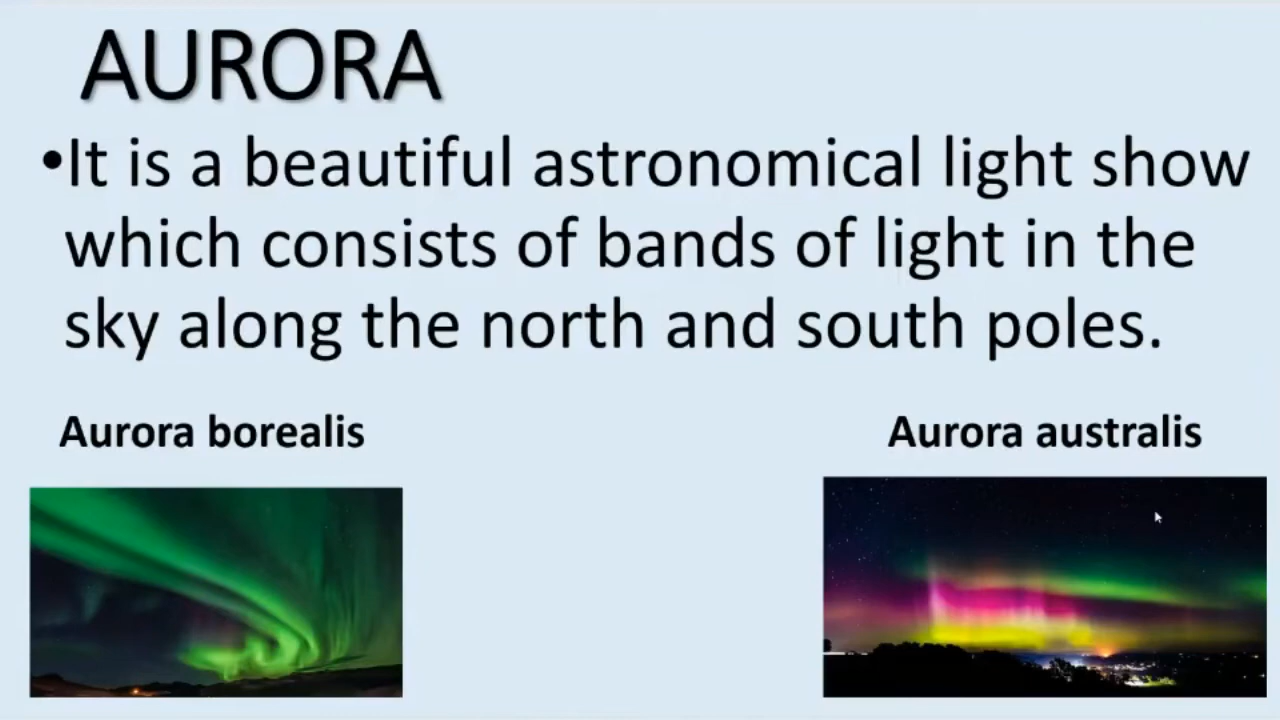 AURORA
•It is a beautiful astronomical light show
which consists of bands of light in the
sky along the north and south poles.
Aurora borealis
Aurora australis